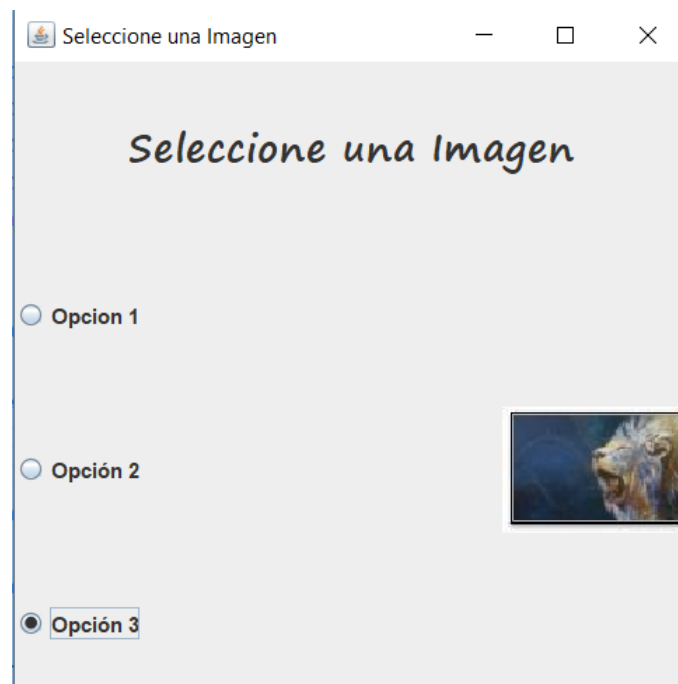 Seleccione una Imagen
Seleccione una Imagen
Opcion 1
Opción 2
Opción 3